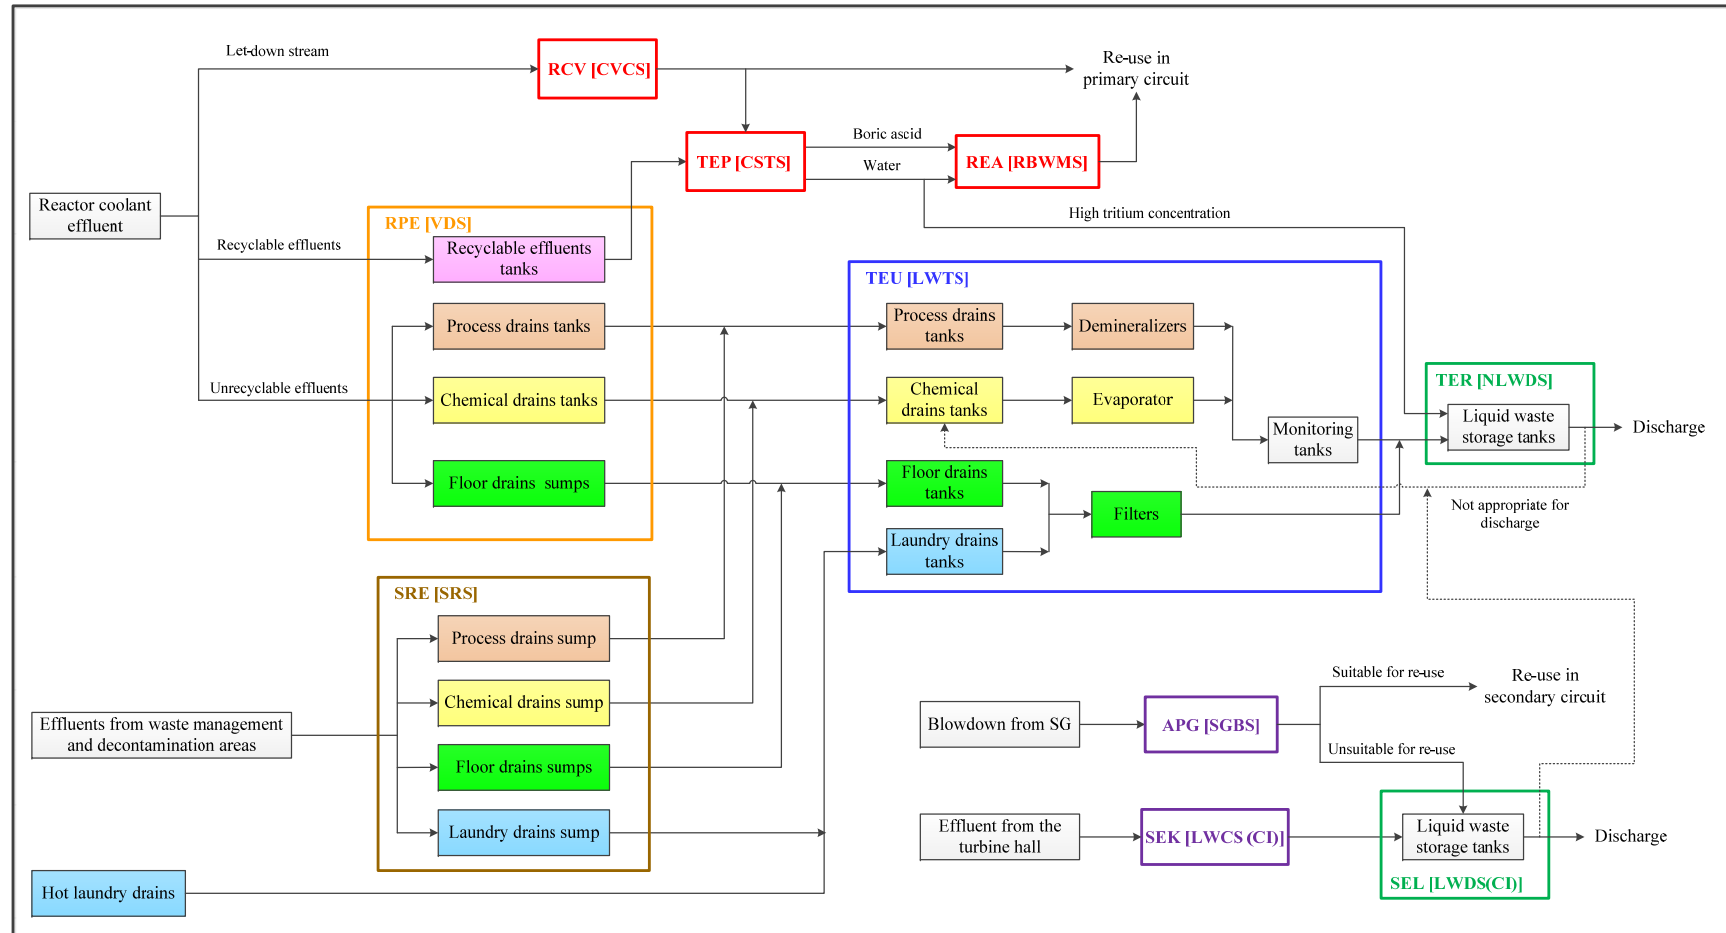 Let-down stream
RCV [CVCS]
Re-use in
primary circuit
Boric ascid
TEP [CSTS]
Water
REA [RBWMS]
Reactor coolant
effluent
High tritium concentration
RPE [VDS]
Recyclable effluents
Recyclable effluents
tanks
TEU [LWTS]
Process drains tanks
Process drains
tanks
Demineralizers
Unrecyclable effluents
Chemical drains tanks
Chemical
drains tanks
Evaporator
TER [NLWDS]
Liquid waste
storage tanks
Discharge
Monitoring
tanks
Floor drains  sumps
Floor drains
tanks
Filters
Not appropriate for
discharge
Laundry drains
tanks
SRE [SRS]
Process drains sump
Chemical drains sump
Effluents from waste management
and decontamination areas
Floor drains sumps
Laundry drains sump
Hot laundry drains
Suitable for re-use
Re-use in
secondary circuit
Blowdown from SG
APG [SGBS]
Unsuitable for re-use
Effluent from the
turbine hall
SEK [LWCS (CI)]
Liquid waste
storage tanks
Discharge
SEL [LWDS(CI)]